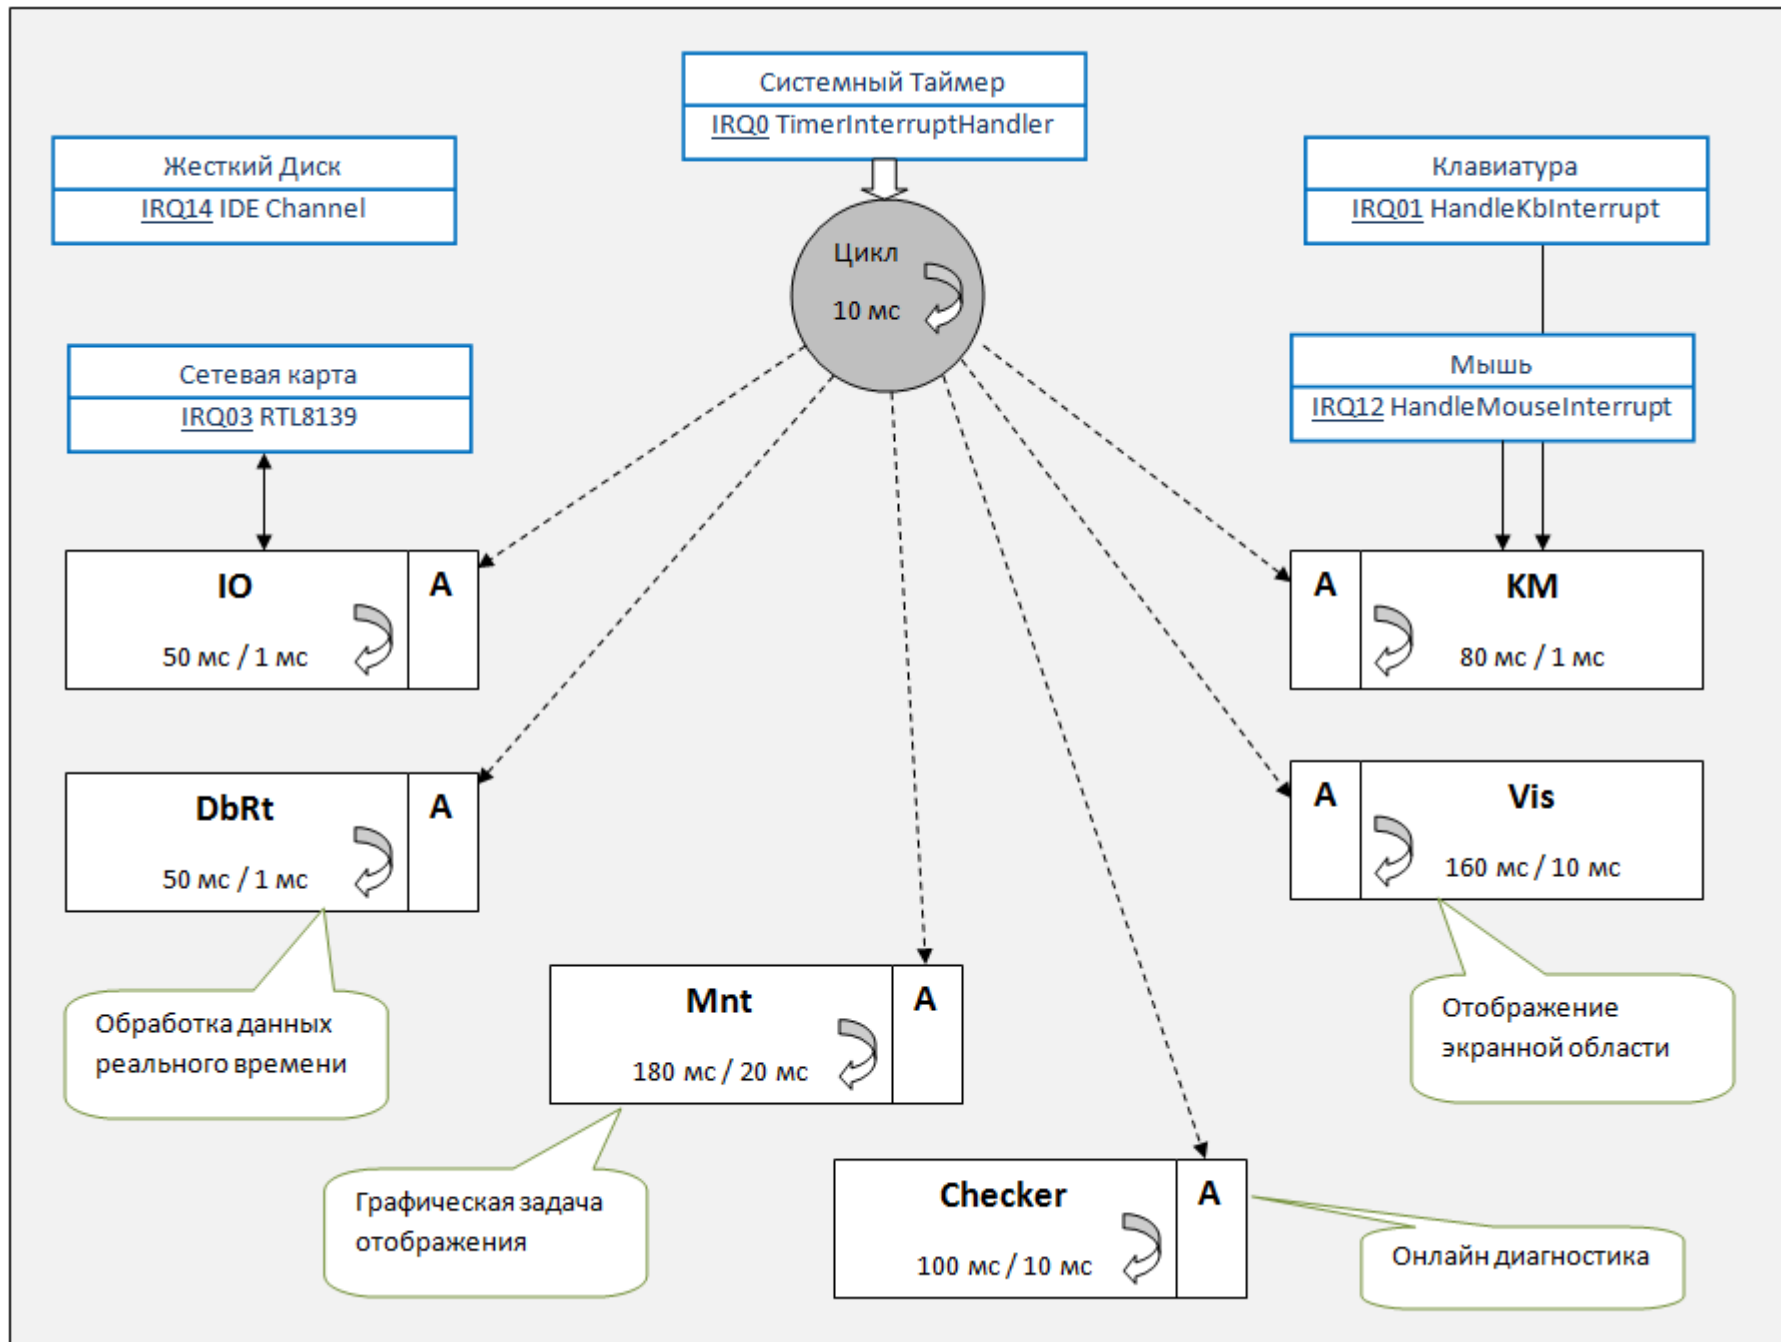 Системный Таймер
IRQ0 TimerInterruptHandler
Жесткий Диск
IRQ14 IDE Channel
Клавиатура
IRQ01 HandleKbInterrupt
Цикл
10 мс
Сетевая карта
IRQ03 RTL8139
Мышь
IRQ12 HandleMouseInterrupt
IO
A
50 мс / 1 мс
A
KM
80 мс / 1 мс
DbRt
A
50 мс / 1 мс
A
Vis
160 мс / 10 мс
Обработка данных
реального времени
Mnt
A
180 мс / 20 мс
Отображение
экранной области
Графическая задача
отображения
Checker
A
100 мс / 10 мс
Онлайн диагностика